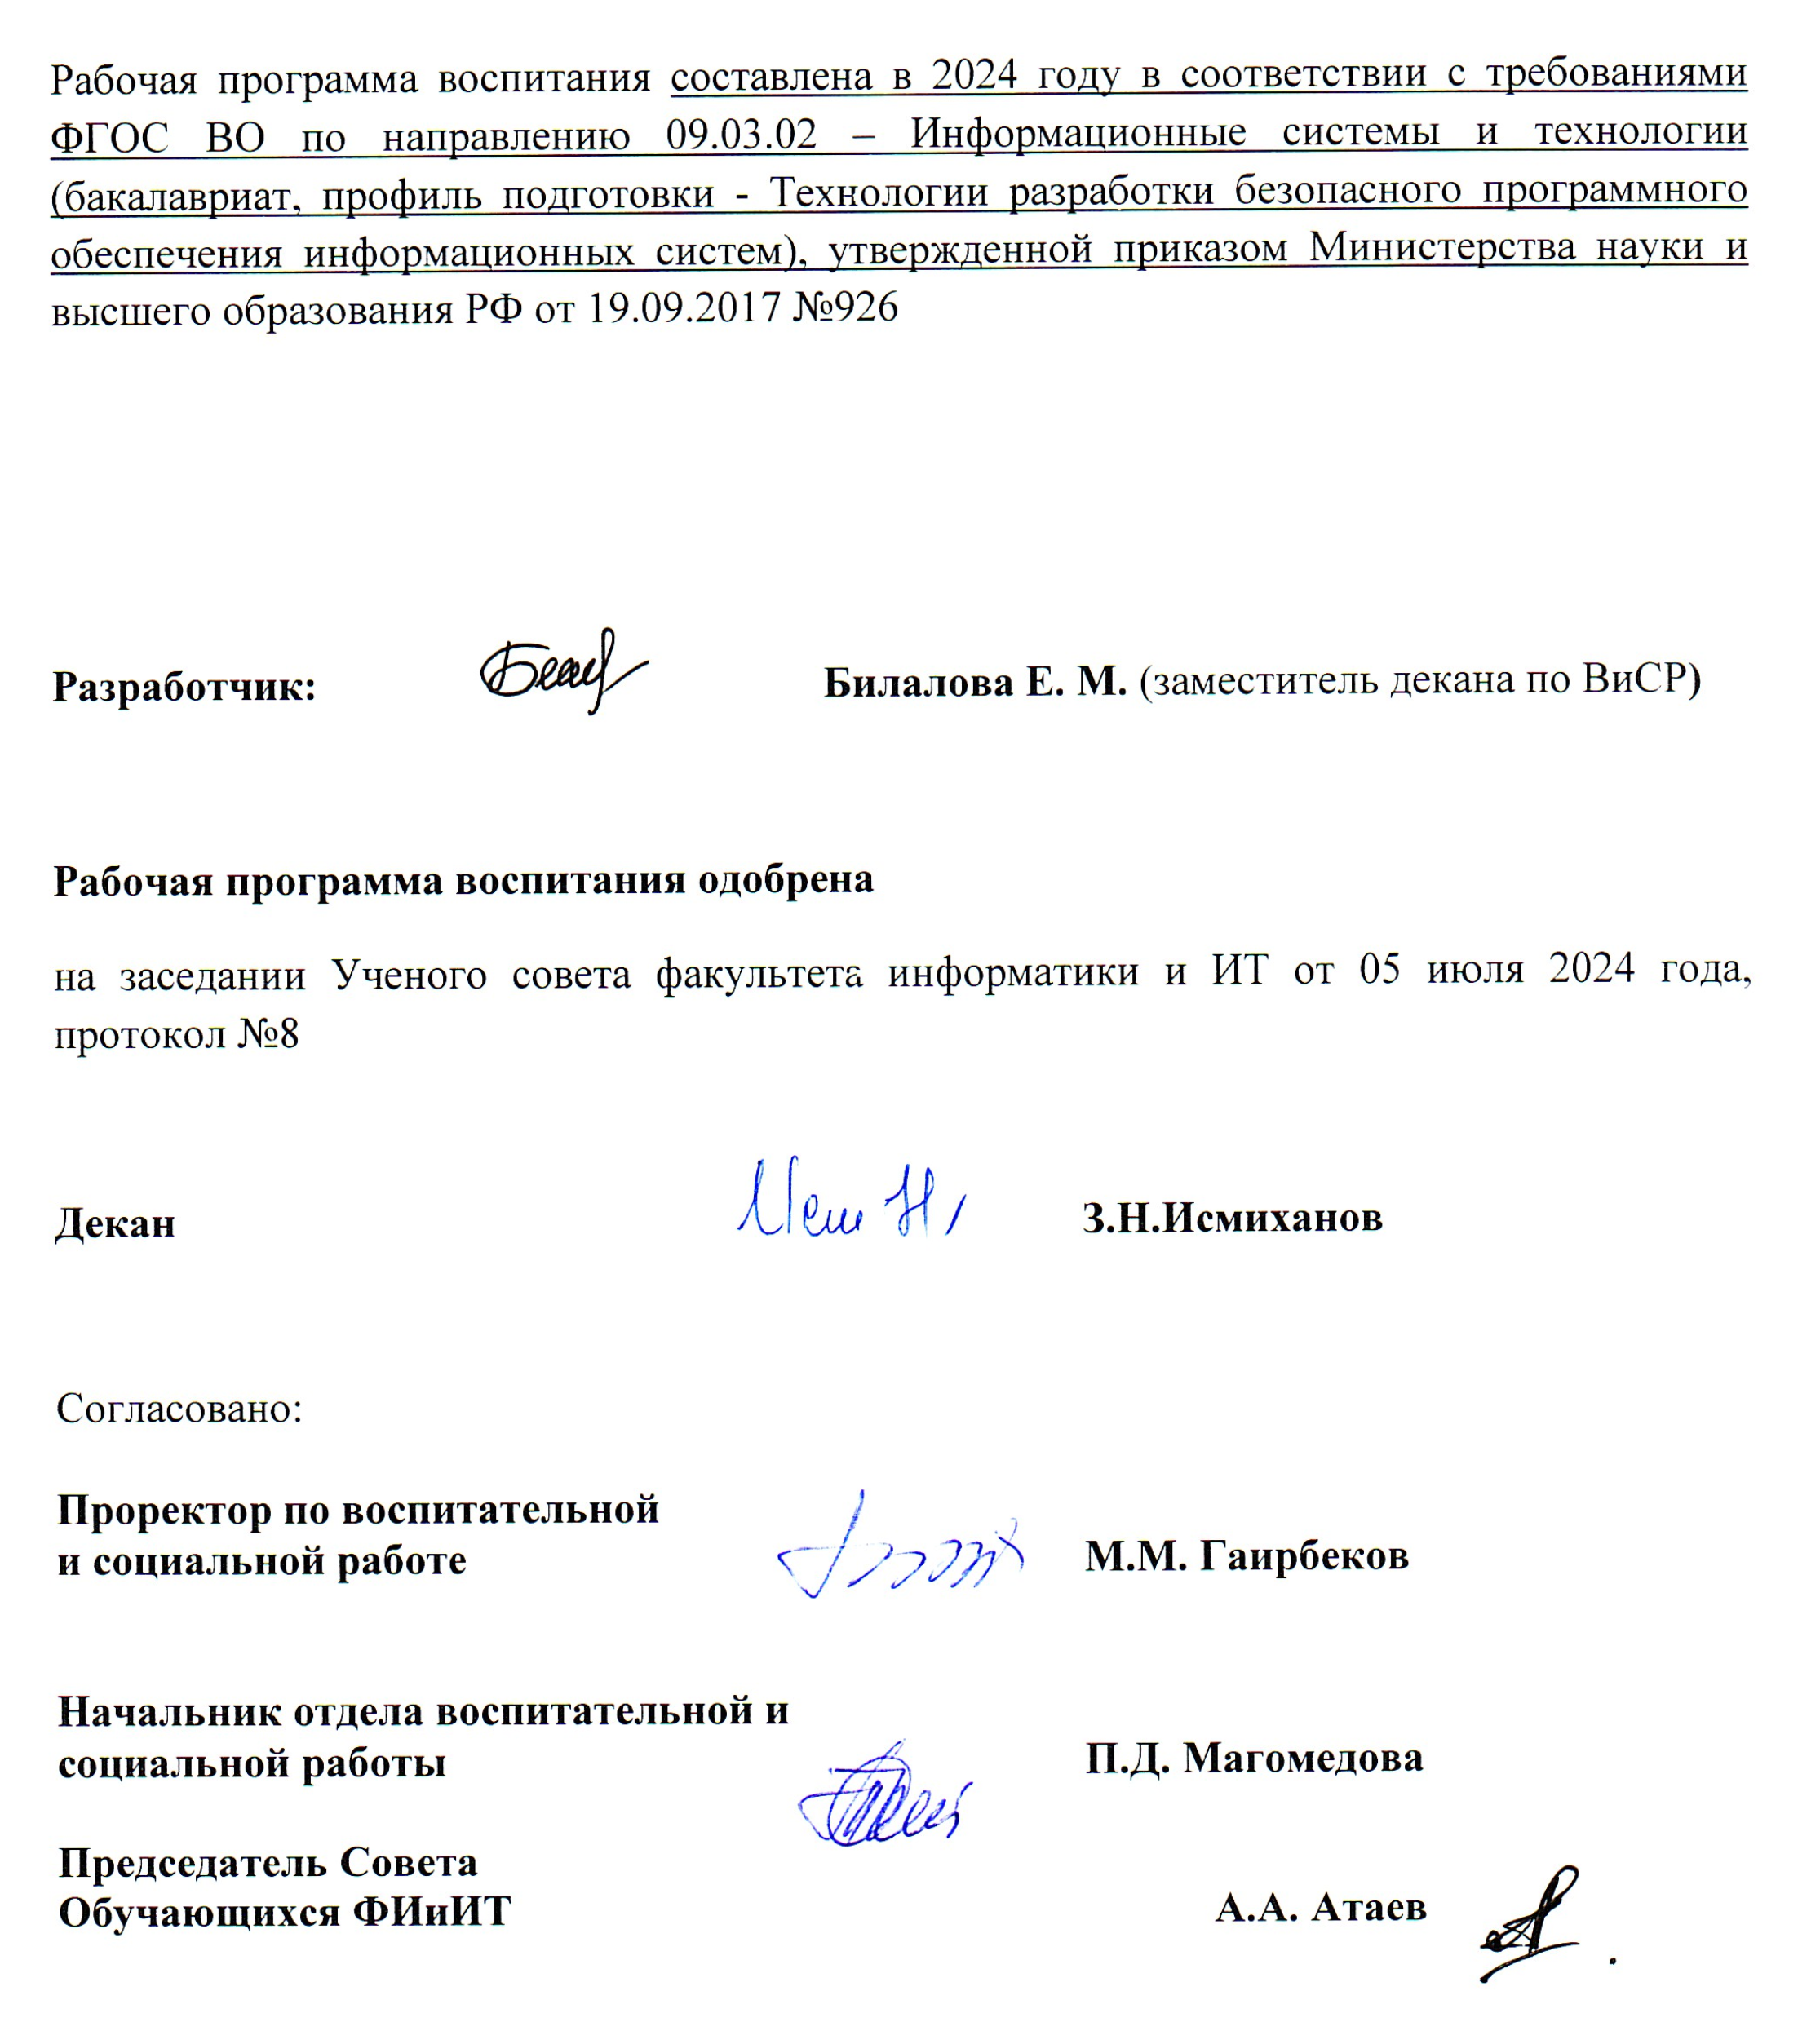 Рабочая программа воспитания составлена в 2024 году в соответствии с требованиями
ФГОС ВО по направлению 09.03.02 – Информационные системы и технологии
(бакалавриат, профиль подготовки - Технологии разработки безопасного программного
обеспечения информационных систем), утвержденной приказом Министерства науки и
высшего образования РФ от 19.09.2017 №926
Разработчик: Билалова Е. М. (заместитель декана по ВиСР)
Рабочая программа воспитания одобрена
на заседании Ученого совета факультета информатики и ИТ от 05 июля 2024 года,
протокол №8
Декан З.Н.Исмиханов
Согласовано:
Проректор по воспитательной
и социальной работе М.М. Гаирбеков
Начальник отдела воспитательной и
социальной работы П.Д. Магомедова
Председатель Совета
Обучающихся ФИиИТ А.А. Атаев